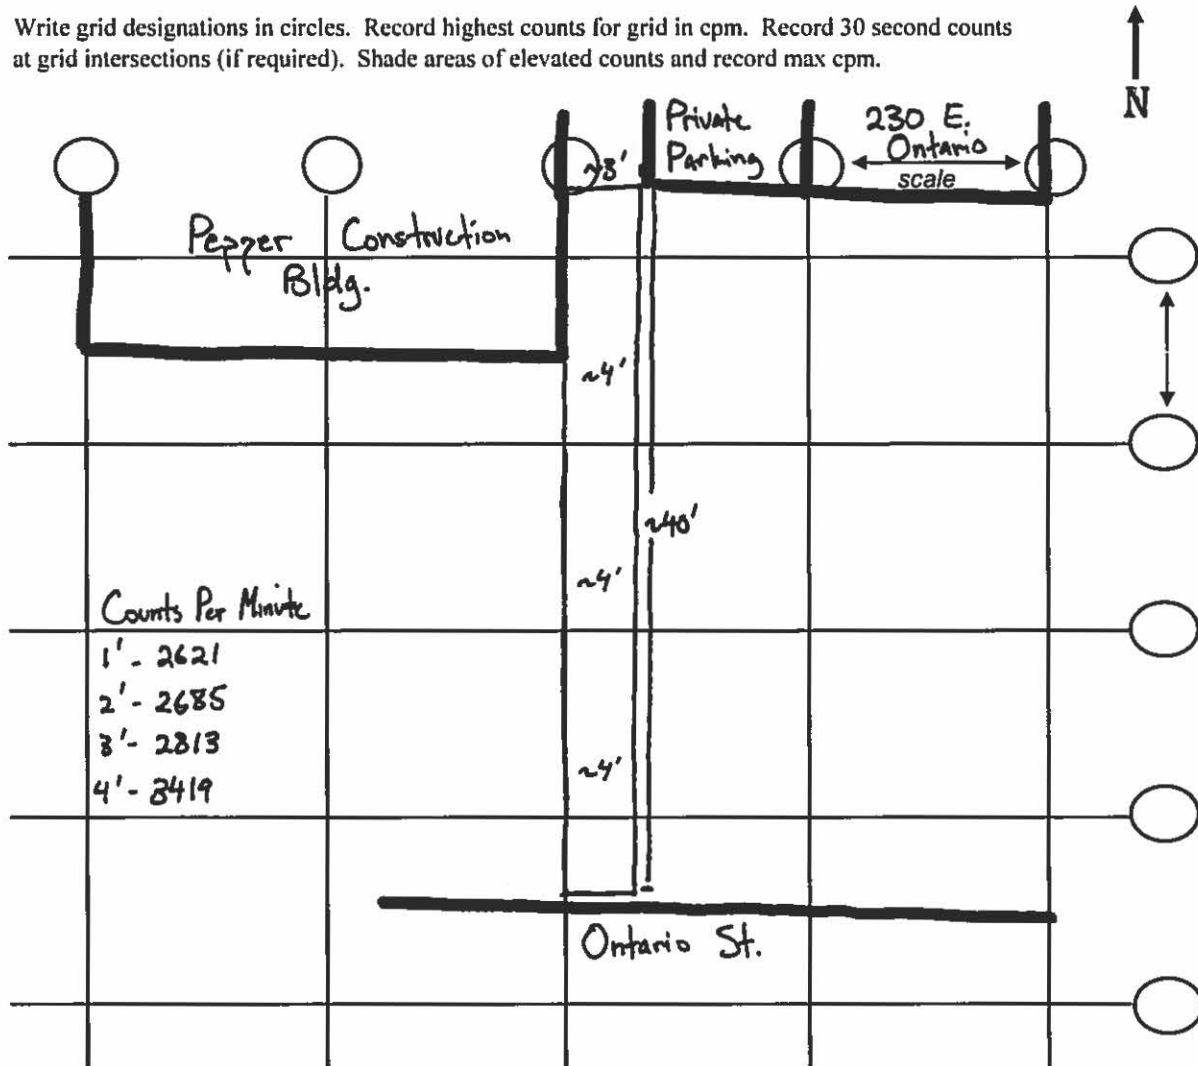 Write grid designations in circles. Record highest counts for grid in cpm. Record 30 second counts
at grid intersections (if required). Shade areas of elevated counts and record max cpm.
N
Private
Parking
230 E.
Ontario
scale
~3'
Pepper Construction
Bldg.
~4'
~40'
~4'
Counts Per Minute
1' - 2621
2' - 2685
3' - 2813
4' - 3419
~4'
Ontario St.